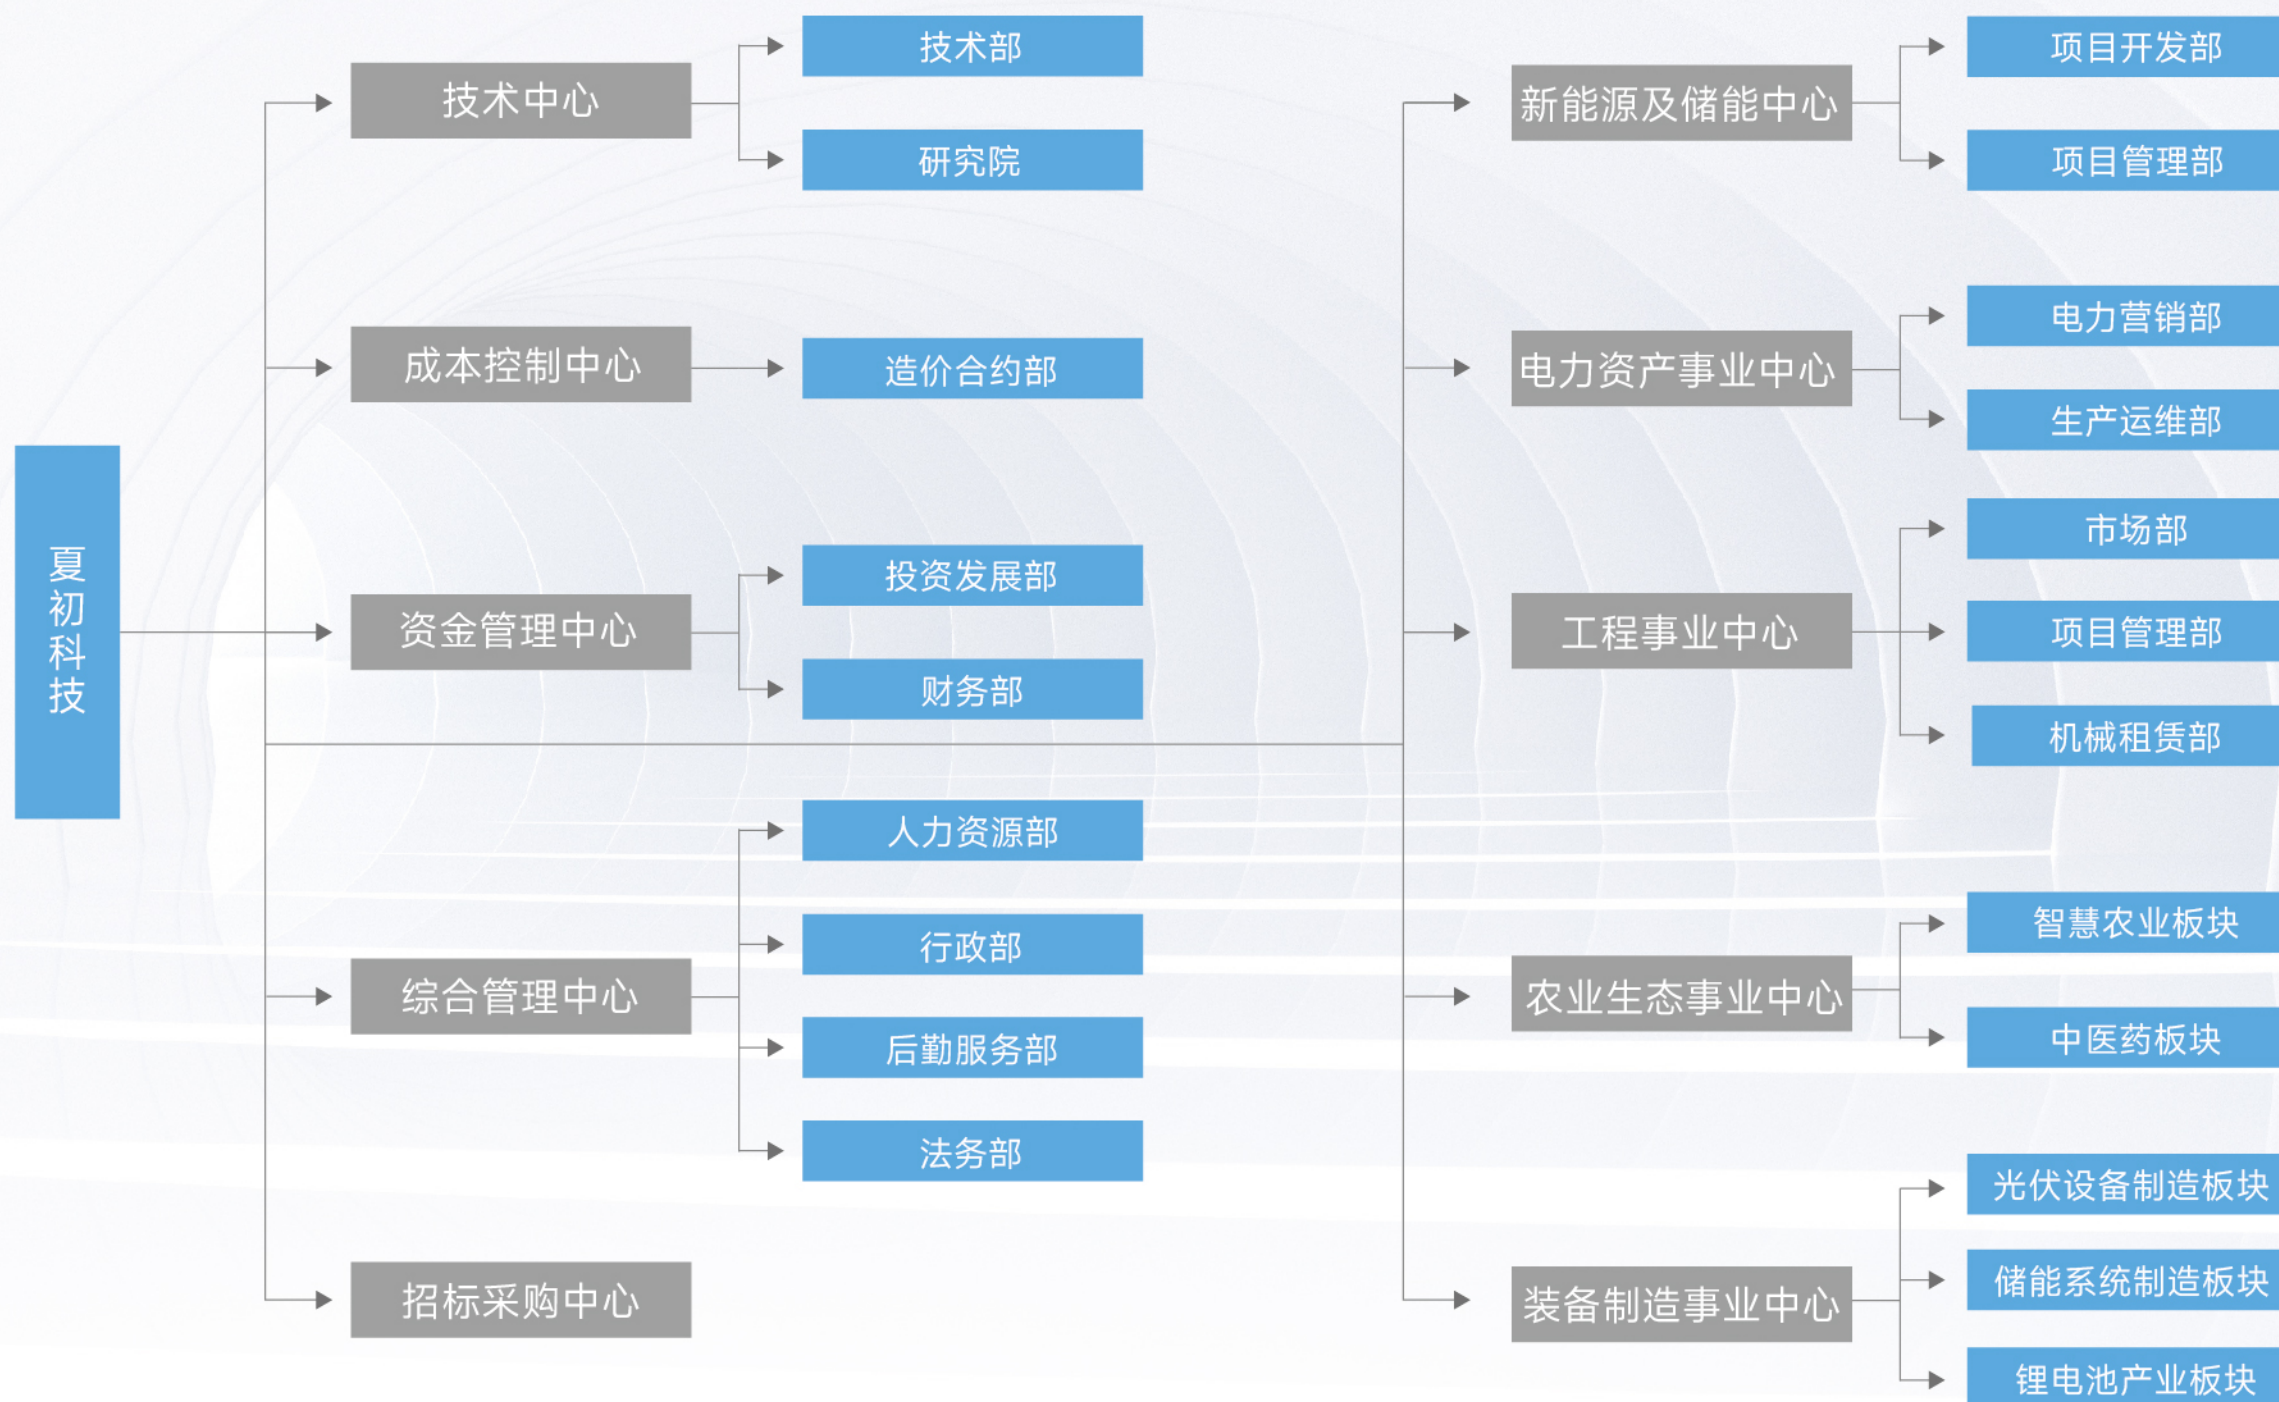 夏初科技
技术中心
技术部
研究院
成本控制中心
造价合约部
资金管理中心
投资发展部
财务部
综合管理中心
人力资源部
行政部
后勤服务部
法务部
招标采购中心
新能源及储能中心
项目开发部
项目管理部
电力资产事业中心
电力营销部
生产运维部
工程事业中心
市场部
项目管理部
机械租赁部
农业生态事业中心
智慧农业板块
中医药板块
装备制造事业中心
光伏设备制造板块
储能系统制造板块
锂电池产业板块